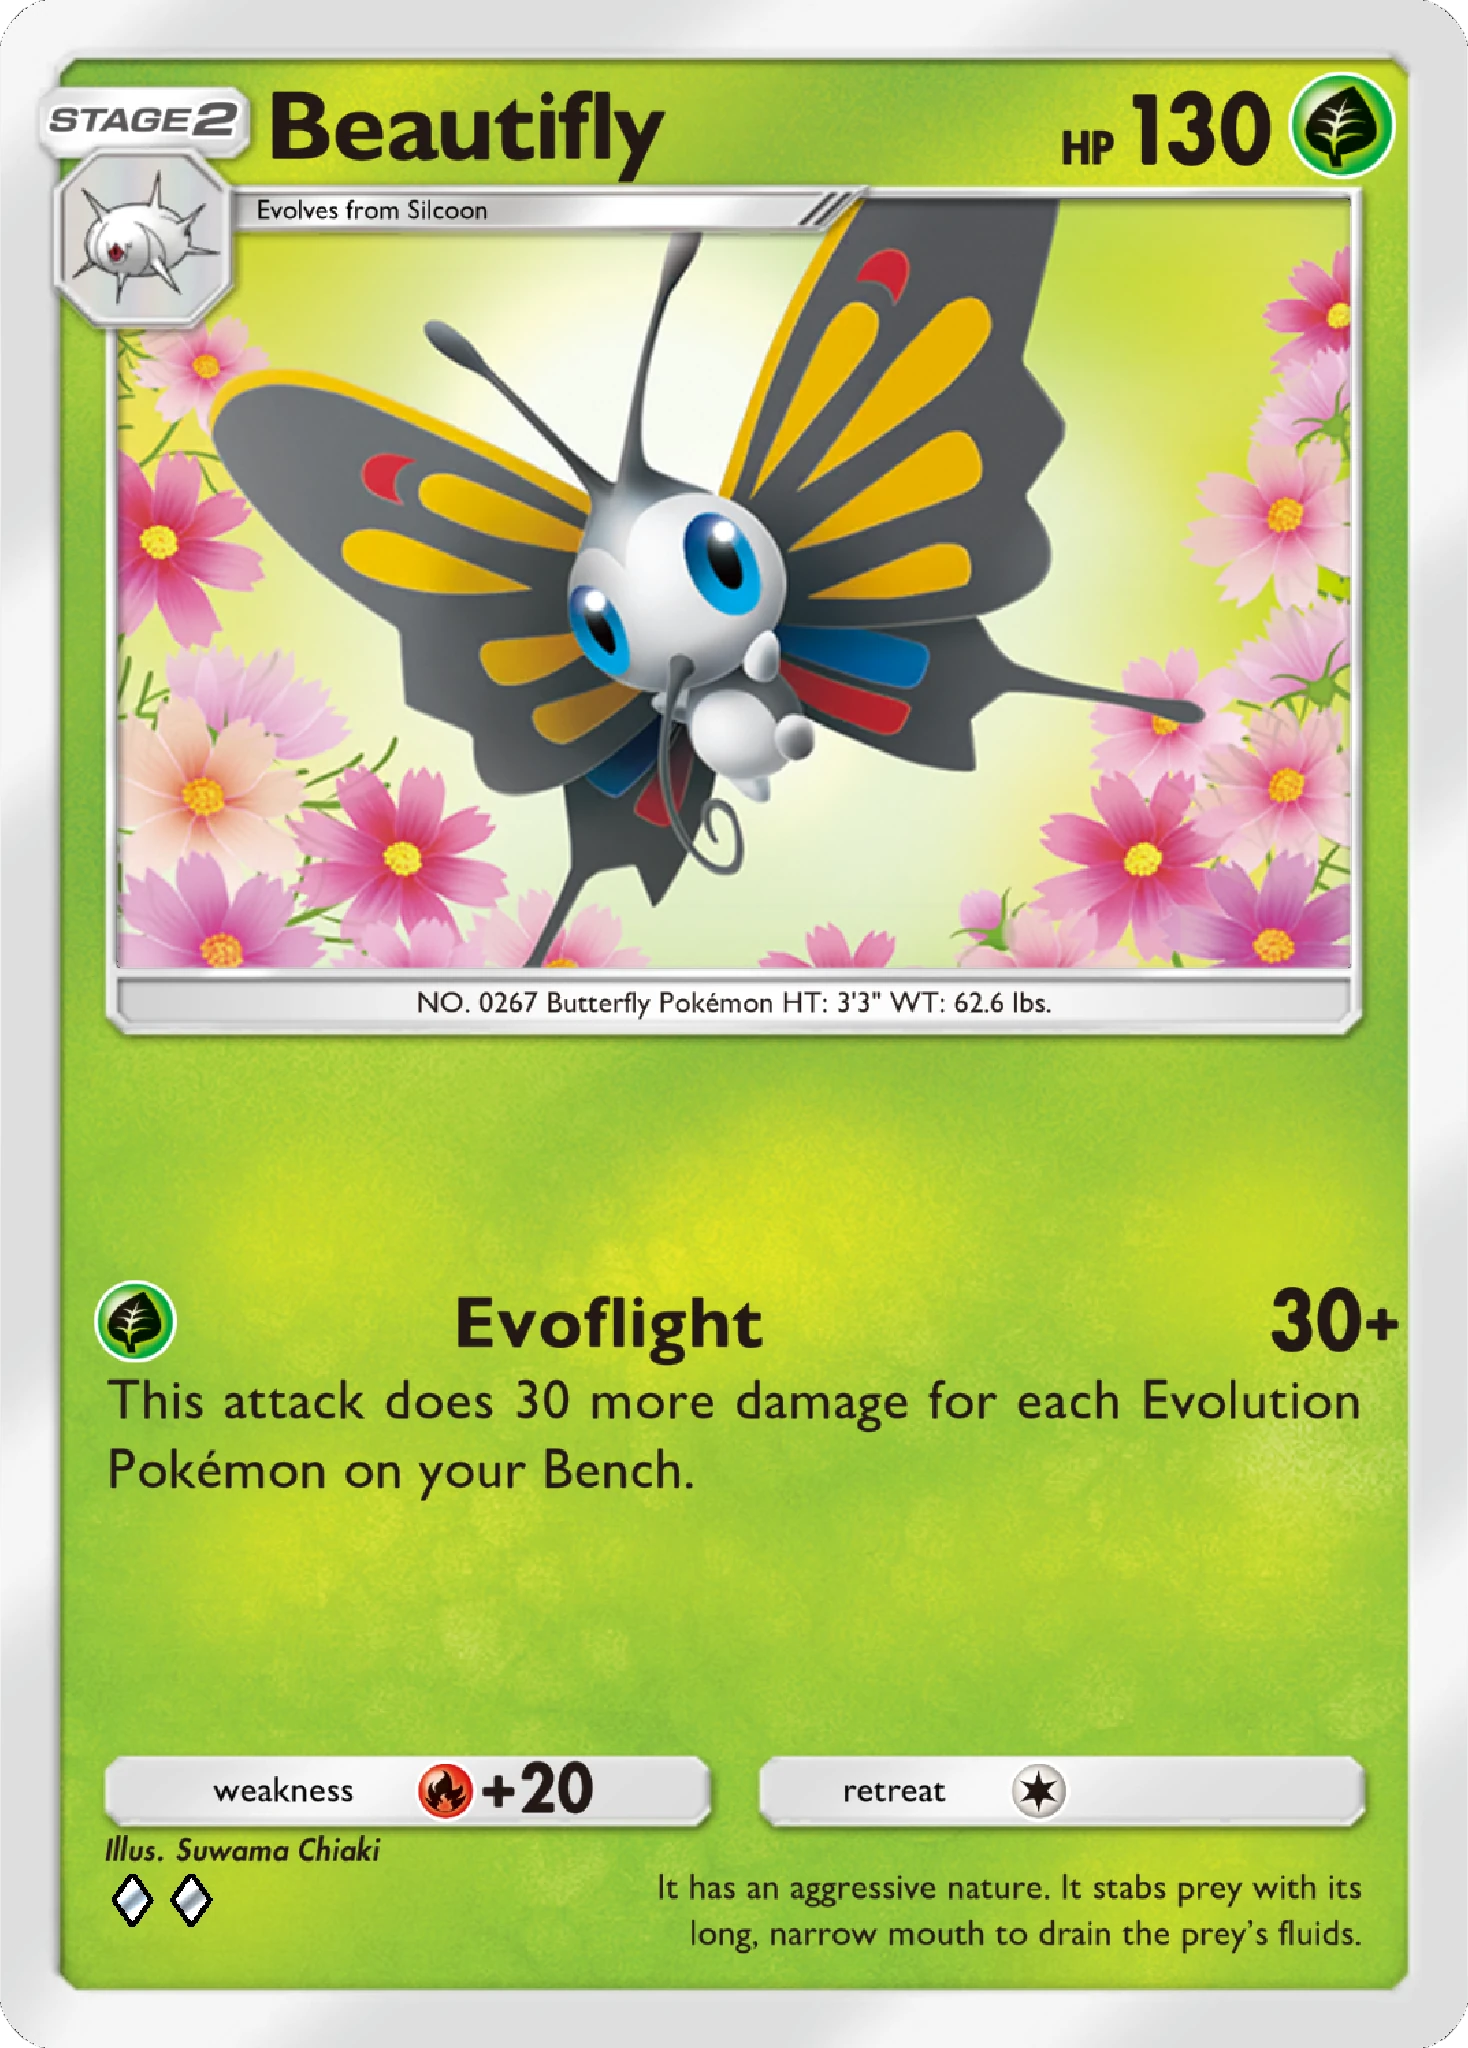 STAGE2 Beautifly HP 130
Evolves from Silcoon
NO. 0267 Butterfly Pokémon HT: 3'3" WT: 62.6 lbs.
Evoflight 30+
This attack does 30 more damage for each Evolution
Pokémon on your Bench.
weakness +20 retreat
Illus. Suwama Chiaki
It has an aggressive nature. It stabs prey with its
long, narrow mouth to drain the prey’s fluids.